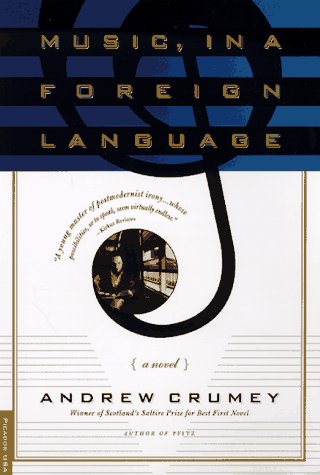 MUSIC, IN A
FOREIGN
LANGUAGE
"A young master of postmodernist irony...whose
possibilities, so to speak, seem virtually endless."
—Kirkus Reviews
{ a novel }
ANDREW CRUMEY
Winner of Scotland's Saltire Prize for Best First Novel
AUTHOR OF PFITZ
PICADOR USA